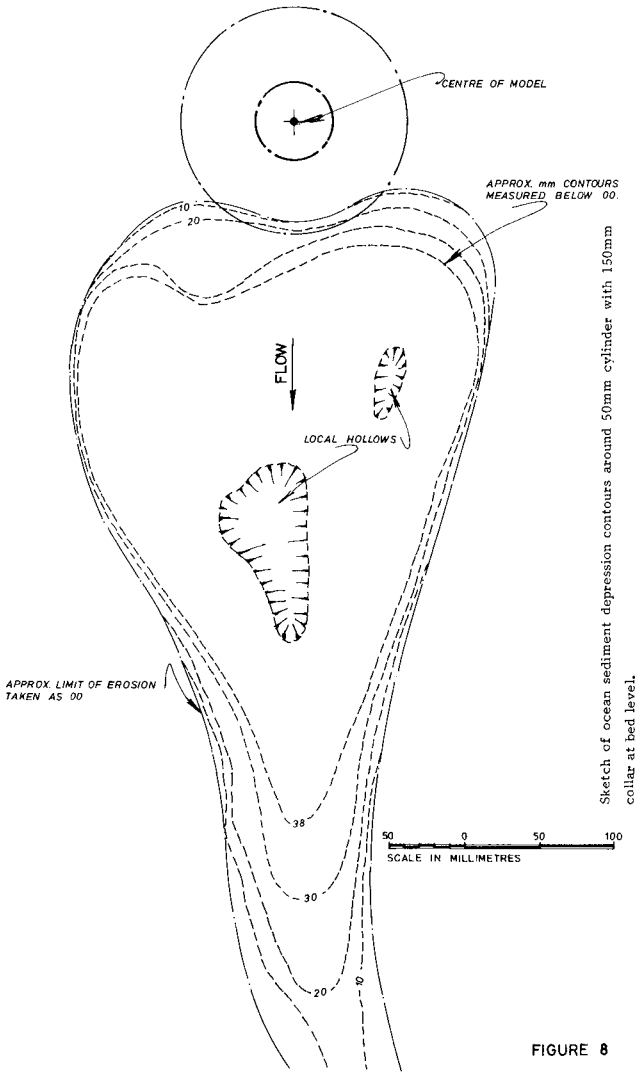 CENTRE OF MODEL
APPROX. mm CONTOURS
MEASURED BELOW 00.
10
20
FLOW
LOCAL HOLLOWS
APPROX. LIMIT OF EROSION
TAKEN AS 00
38
30
20
10
50 0 50 100
SCALE IN MILLIMETRES
Sketch of ocean sediment depression contours around 50mm cylinder with 150mm
collar at bed level.
FIGURE 8